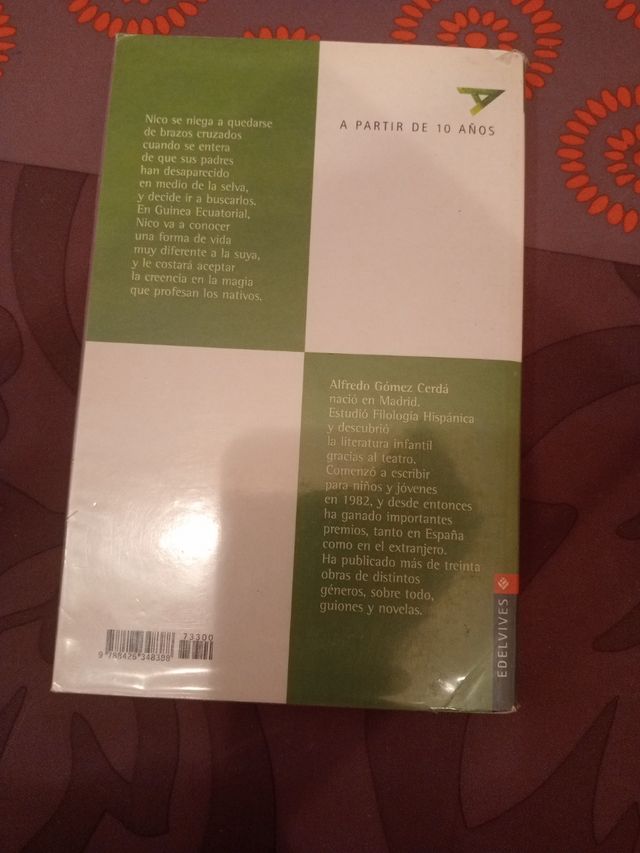 Nico se niega a quedarse
de brazos cruzados
cuando se entera
de que sus padres
han desaparecido
en medio de la selva,
y decide ir a buscarlos.
En Guinea Ecuatorial,
Nico va a conocer
una forma de vida
muy diferente a la suya,
y le costará aceptar
la creencia en la magia
que profesan los nativos.
A PARTIR DE 10 AÑOS
Alfredo Gómez Cerdá
nació en Madrid.
Estudió Filología Hispánica
y descubrió
la literatura infantil
gracias al teatro.
Comenzó a escribir
para niños y jóvenes
en 1982, y desde entonces
ha ganado importantes
premios, tanto en España
como en el extranjero.
Ha publicado más de treinta
obras de distintos
géneros, sobre todo,
guiones y novelas.
73300
9 788426 348388
EDELVIVES